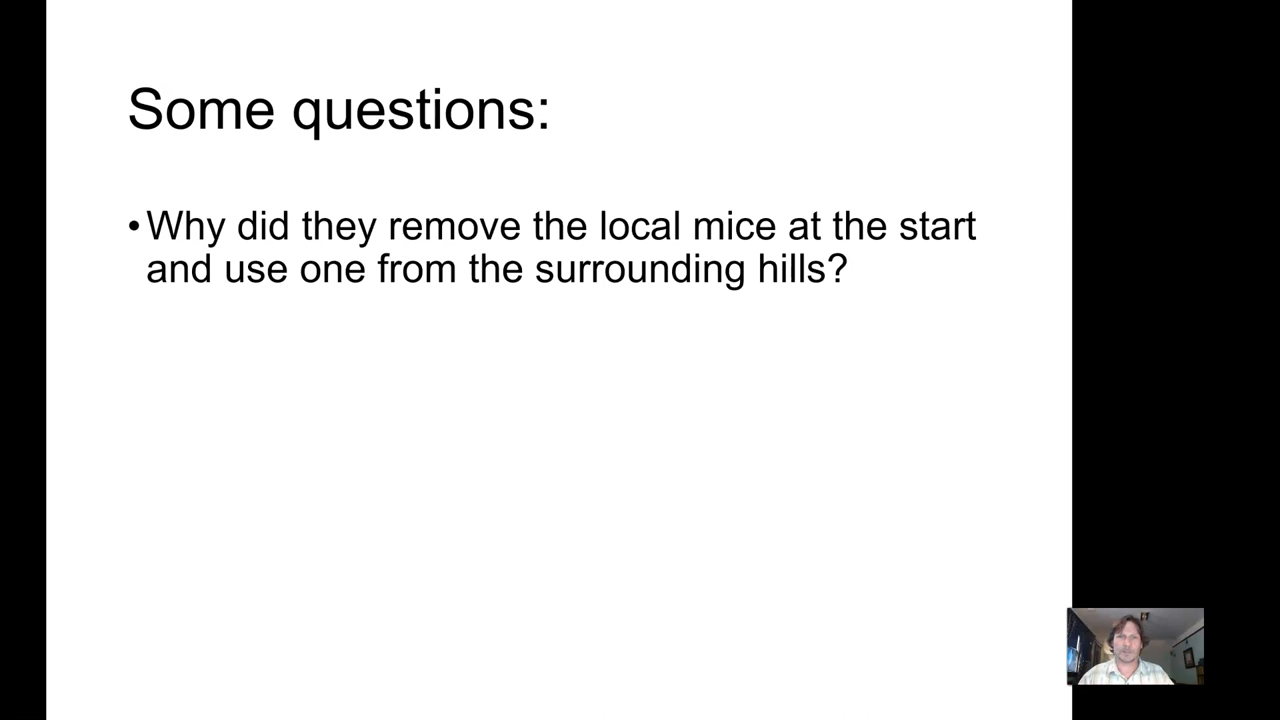 Some questions:
• Why did they remove the local mice at the start
and use one from the surrounding hills?